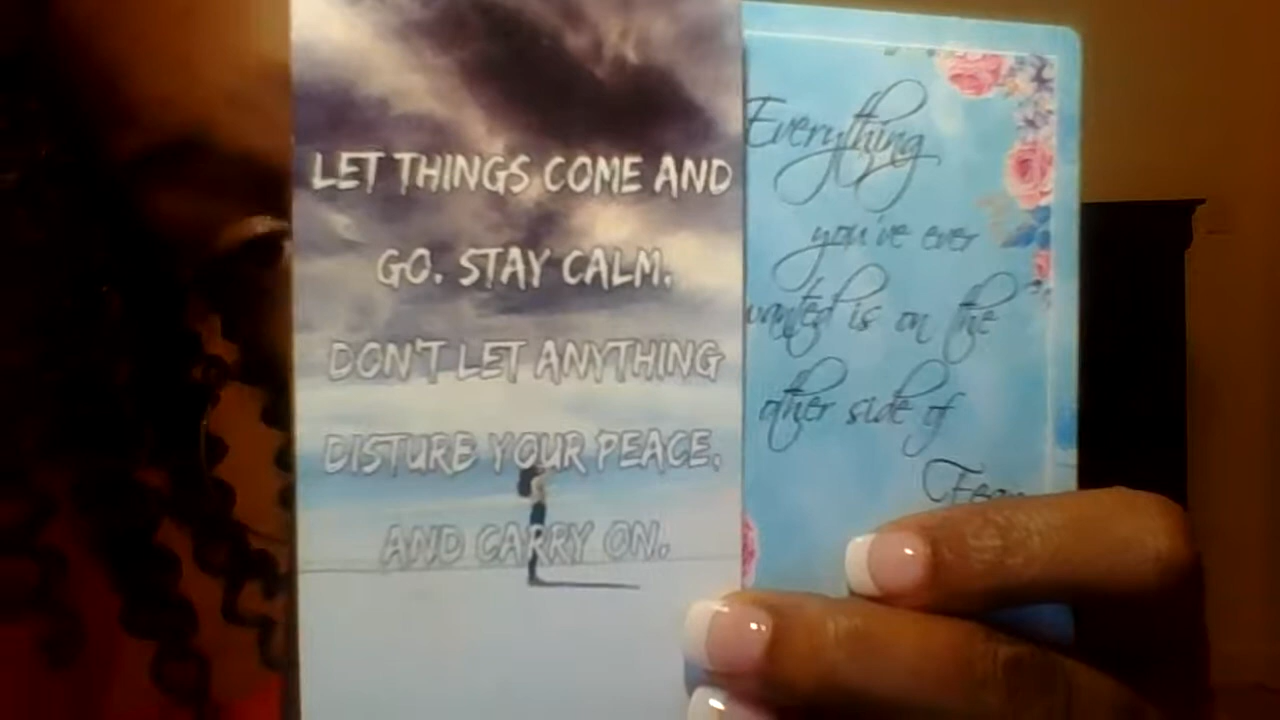 LET THINGS COME AND
GO. STAY CALM.
DON'T LET ANYTHING
DISTURB YOUR PEACE,
AND CARRY ON.
Everything
you've ever
wanted is on the
other side of
Fear